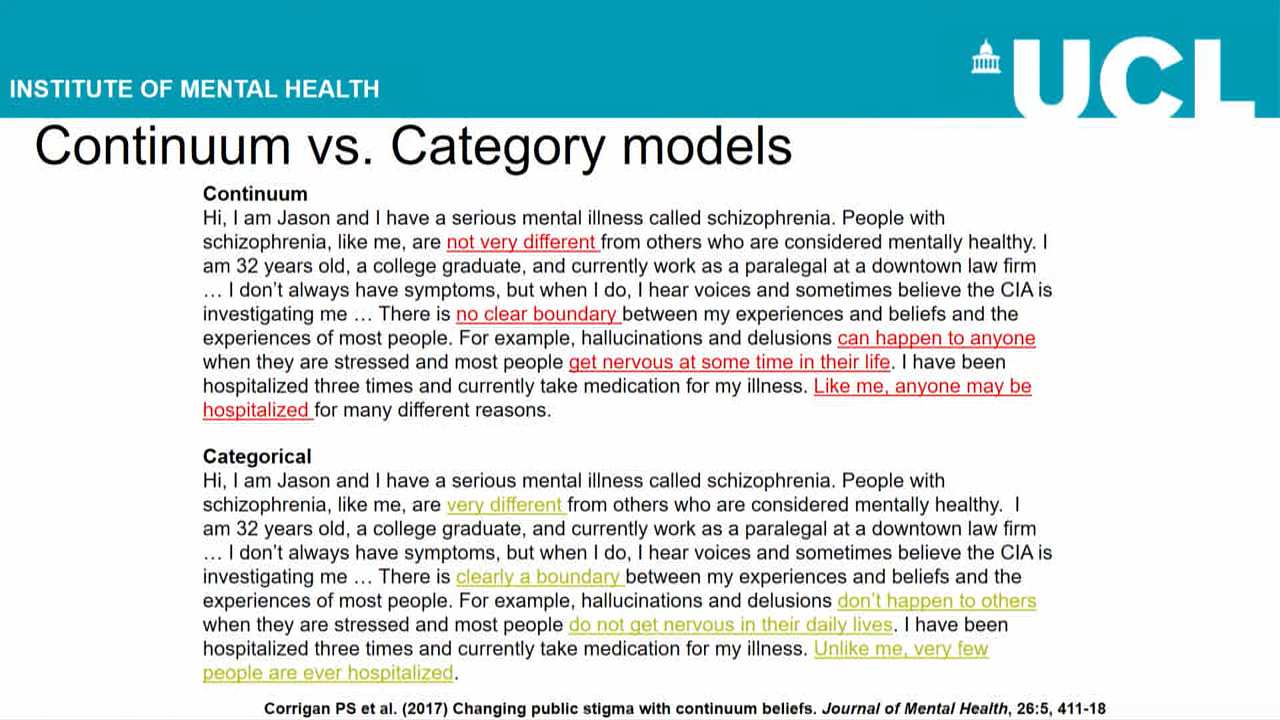 UCL
INSTITUTE OF MENTAL HEALTH
Continuum vs. Category models
Continuum
Hi, I am Jason and I have a serious mental illness called schizophrenia. People with
schizophrenia, like me, are not very different from others who are considered mentally healthy. I
am 32 years old, a college graduate, and currently work as a paralegal at a downtown law firm
… I don't always have symptoms, but when I do, I hear voices and sometimes believe the CIA is
investigating me … There is no clear boundary between my experiences and beliefs and the
experiences of most people. For example, hallucinations and delusions can happen to anyone
when they are stressed and most people get nervous at some time in their life. I have been
hospitalized three times and currently take medication for my illness. Like me, anyone may be
hospitalized for many different reasons.
Categorical
Hi, I am Jason and I have a serious mental illness called schizophrenia. People with
schizophrenia, like me, are very different from others who are considered mentally healthy. I
am 32 years old, a college graduate, and currently work as a paralegal at a downtown law firm
… I don't always have symptoms, but when I do, I hear voices and sometimes believe the CIA is
investigating me … There is clearly a boundary between my experiences and beliefs and the
experiences of most people. For example, hallucinations and delusions don't happen to others
when they are stressed and most people do not get nervous in their daily lives. I have been
hospitalized three times and currently take medication for my illness. Unlike me, very few
people are ever hospitalized.
Corrigan PS et al. (2017) Changing public stigma with continuum beliefs. Journal of Mental Health, 26:5, 411-18